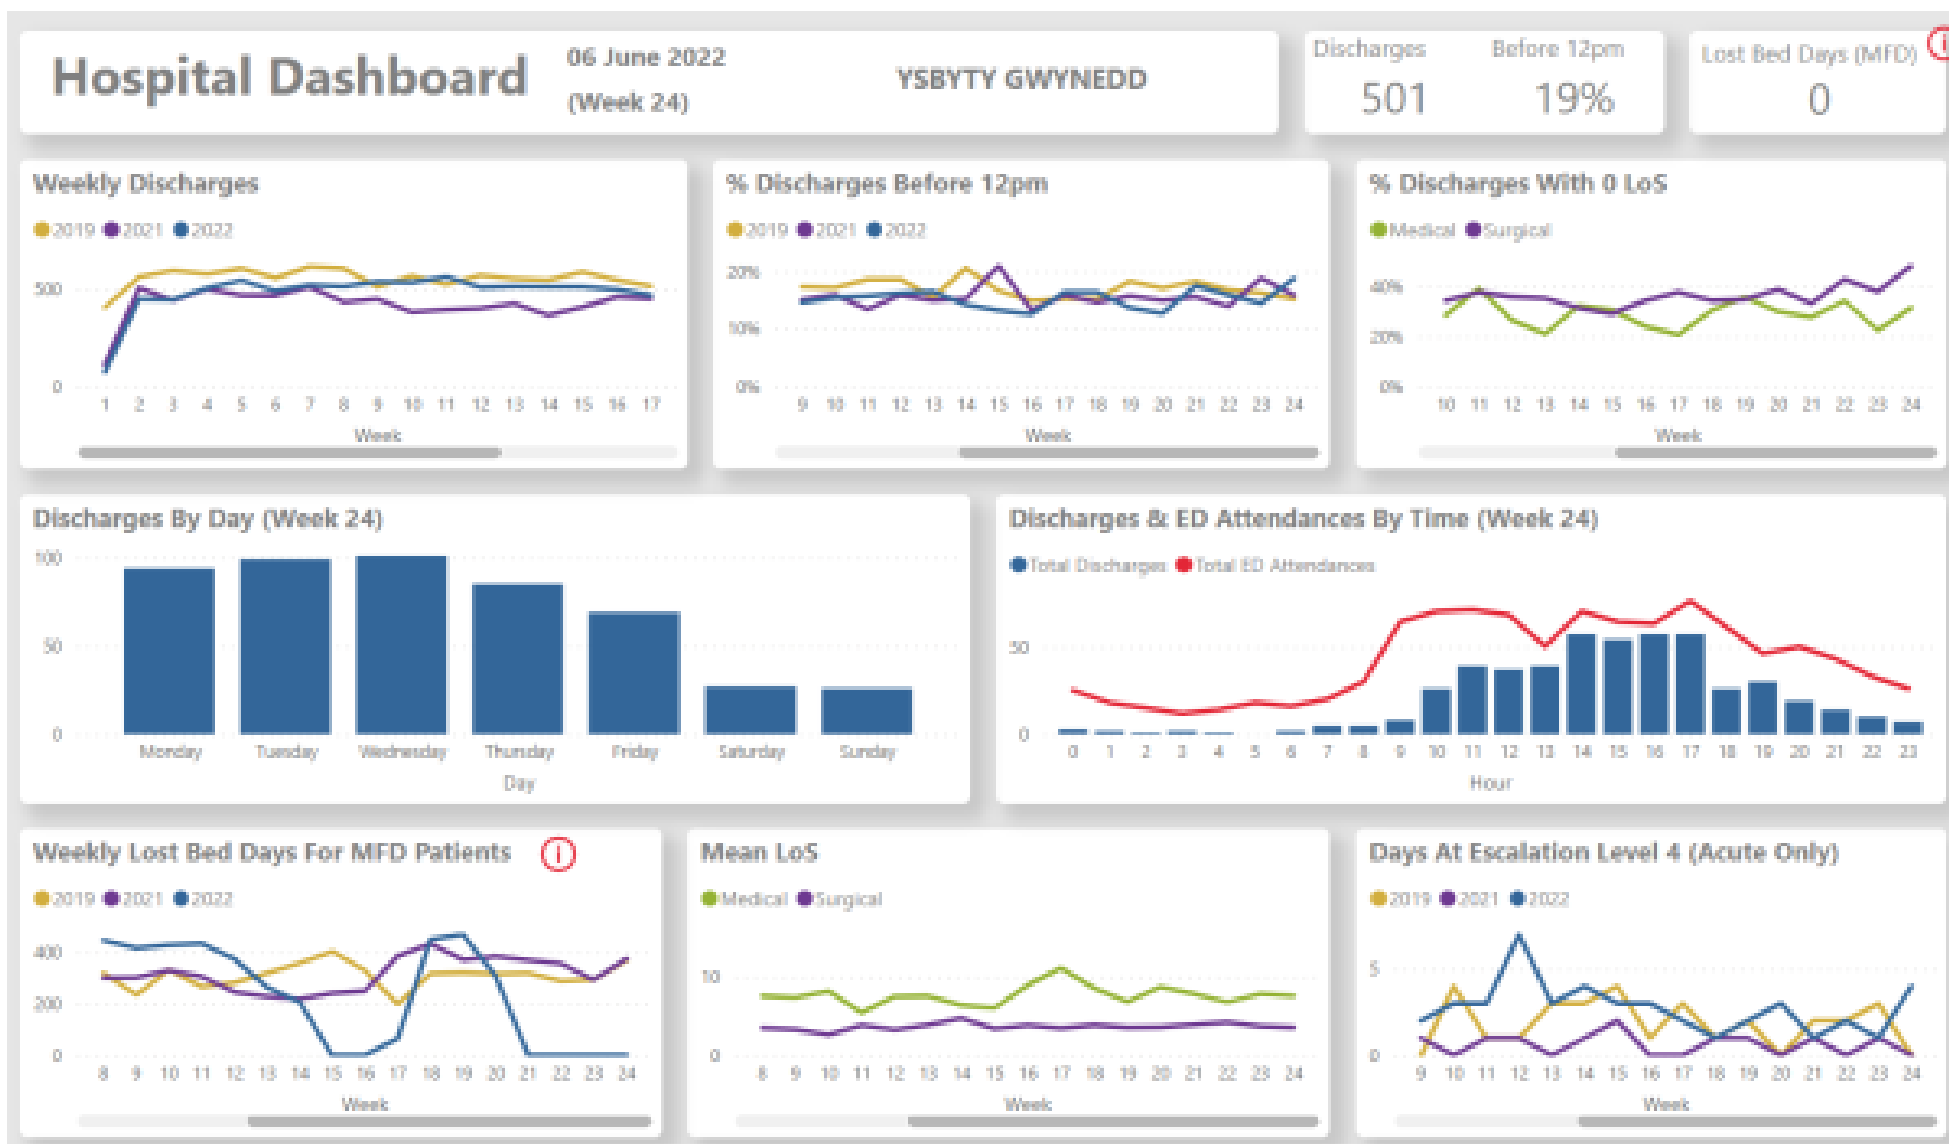 Hospital Dashboard
06 June 2022
(Week 24)
YSBYTY GWYNEDD
Discharges Before 12pm
501 19%
Lost Bed Days (MFD)
0
Weekly Discharges
2019 2021 2022
500
0
1 2 3 4 5 6 7 8 9 10 11 12 13 14 15 16 17
Week
% Discharges Before 12pm
2019 2021 2022
20%
10%
0%
9 10 11 12 13 14 15 16 17 18 19 20 21 22 23 24
Week
% Discharges With 0 LoS
Medical Surgical
40%
20%
0%
10 11 12 13 14 15 16 17 18 19 20 21 22 23 24
Week
Discharges By Day (Week 24)
100
50
0
Monday Tuesday Wednesday Thursday Friday Saturday Sunday
Day
Discharges & ED Attendances By Time (Week 24)
Total Discharges Total ED Attendances
50
0
0 1 2 3 4 5 6 7 8 9 10 11 12 13 14 15 16 17 18 19 20 21 22 23
Hour
Weekly Lost Bed Days For MFD Patients
2019 2021 2022
400
200
0
8 9 10 11 12 13 14 15 16 17 18 19 20 21 22 23 24
Week
Mean LoS
Medical Surgical
10
0
8 9 10 11 12 13 14 15 16 17 18 19 20 21 22 23 24
Week
Days At Escalation Level 4 (Acute Only)
2019 2021 2022
5
0
9 10 11 12 13 14 15 16 17 18 19 20 21 22 23 24
Week